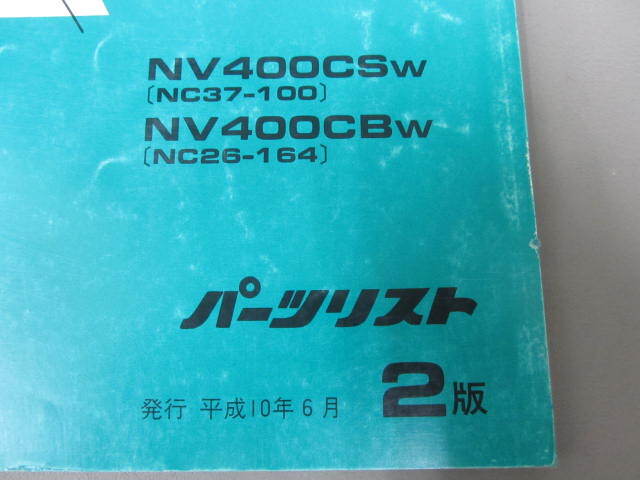 NV400CSW
〔NC37-100〕
NV400CBW
〔NC26-164〕
パーツリスト
2版
発行 平成10年6月